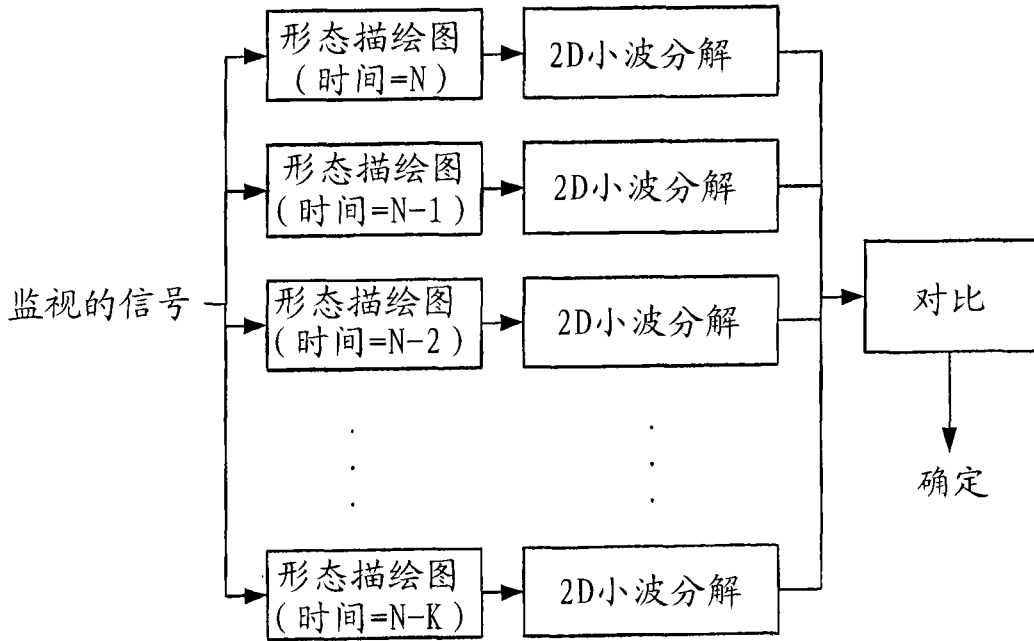 形态描绘图
(时间=N)
2D小波分解
形态描绘图
(时间=N-1)
2D小波分解
监视的信号
形态描绘图
(时间=N-2)
2D小波分解
对比
确定
形态描绘图
(时间=N-K)
2D小波分解